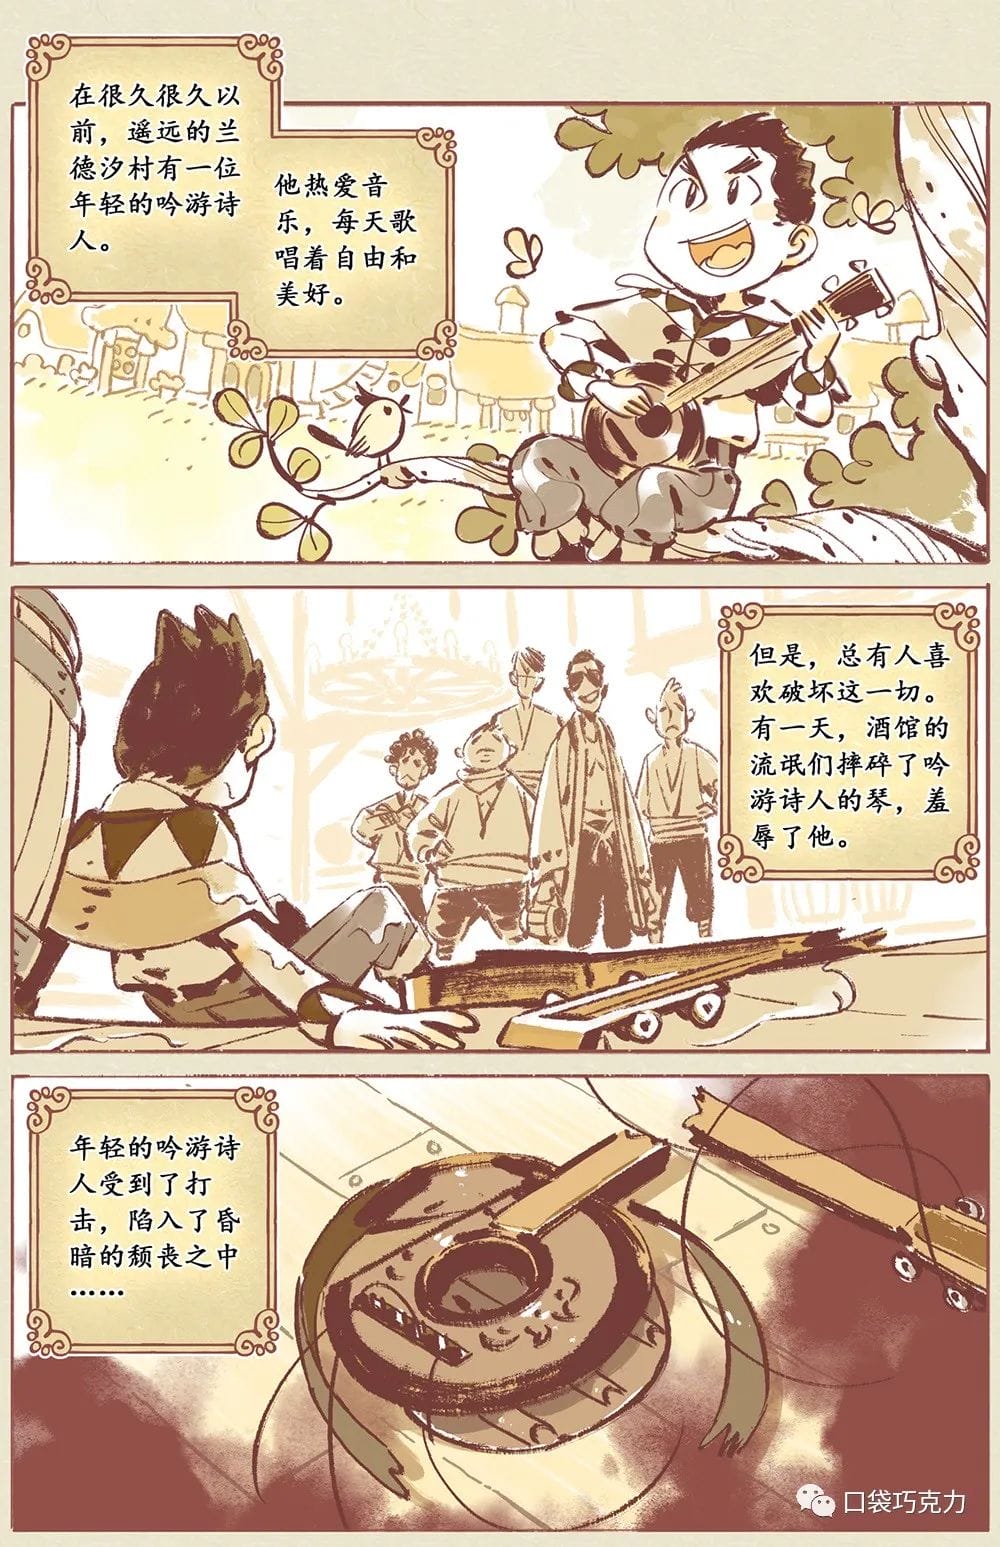 在很久很久以
前，遥远的兰
德汐村有一位
年轻的吟游诗
人。
他热爱音
乐，每天歌
唱着自由和
美好。
但是，总有人喜
欢破坏这一切。
有一天，酒馆的
流氓们摔碎了吟
游诗人的琴，羞
辱了他。
年轻的吟游诗
人受到了打
击，陷入了昏
暗的颓丧之中
……
口袋巧克力